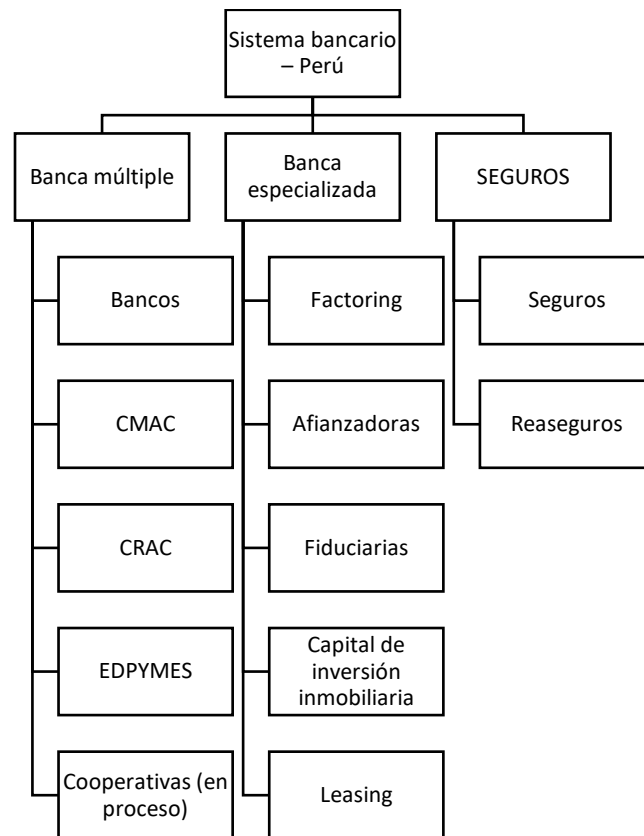 Sistema bancario
– Perú
Banca múltiple
Banca
especializada
SEGUROS
Bancos
Factoring
Seguros
CMAC
Afianzadoras
Reaseguros
CRAC
Fiduciarias
EDPYMES
Capital de
inversión
inmobiliaria
Cooperativas (en
proceso)
Leasing